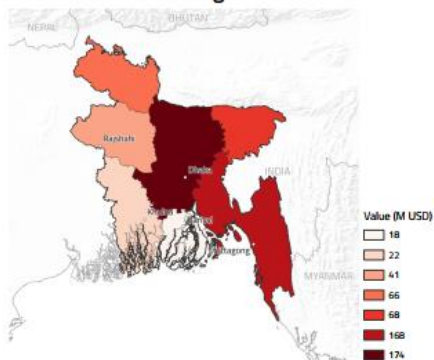 NEPAL
BHUTAN
Rajshahi
Dhaka
INDIA
Khulna
Chittagong
MYANMAR
Value (M USD)
18
22
41
66
68
168
174